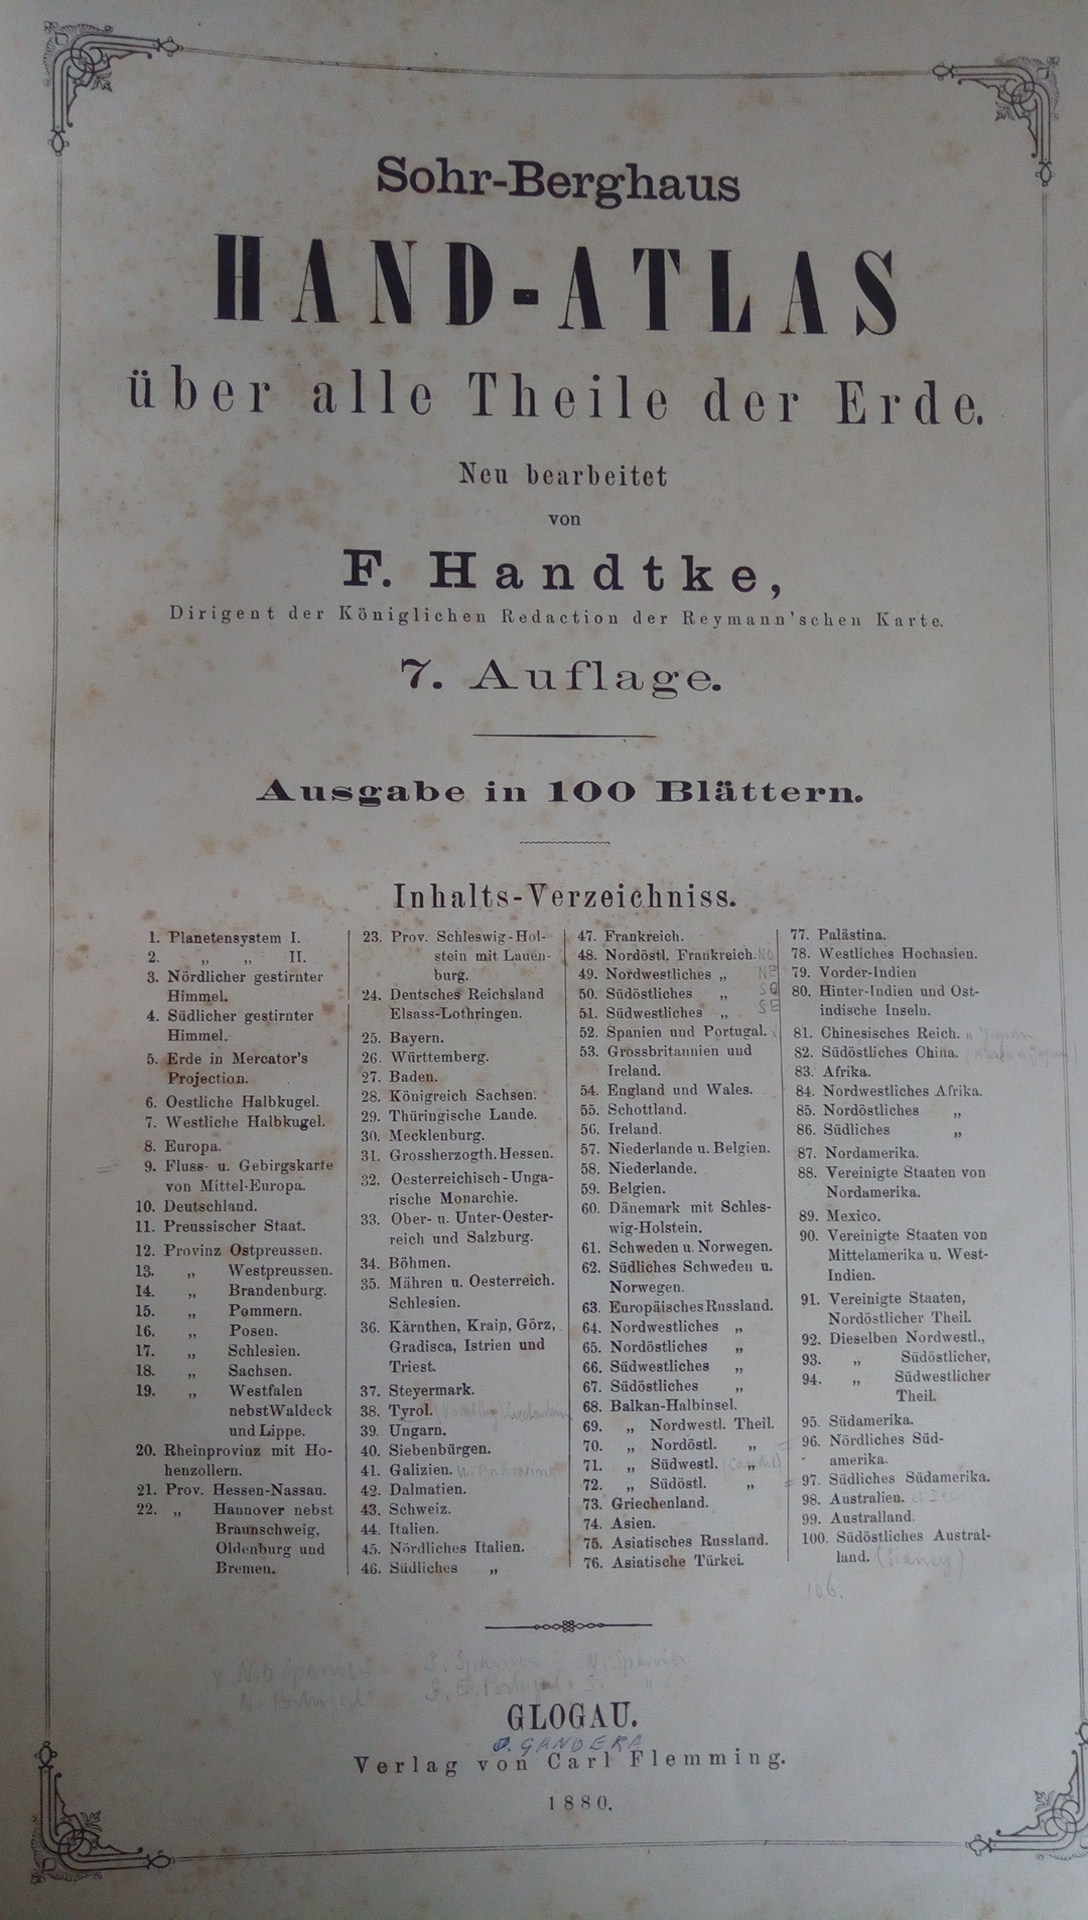 Sohr-Berghaus
HAND-ATLAS
über alle Theile der Erde.
Neu bearbeitet
von
F. Handtke,
Dirigent der Königlichen Redaction der Reymann'schen Karte.
7. Auflage.
Ausgabe in 100 Blättern.
Inhalts-Verzeichniss.
1. Planetensystem I.
2. „ „ II.
3. Nördlicher gestirnter
Himmel.
4. Südlicher gestirnter
Himmel.
5. Erde in Mercator's
Projection.
6. Oestliche Halbkugel.
7. Westliche Halbkugel.
8. Europa.
9. Fluss- u. Gebirgskarte
von Mittel-Europa.
10. Deutschland.
11. Preussischer Staat.
12. Provinz Ostpreussen.
13. „ Westpreussen.
14. „ Brandenburg.
15. „ Pommern.
16. „ Posen.
17. „ Schlesien.
18. „ Sachsen.
19. „ Westfalen
nebst Waldeck
und Lippe.
20. Rheinprovinz mit Ho-
henzollern.
21. Prov. Hessen-Nassau.
22. „ Hannover nebst
Braunschweig,
Oldenburg und
Bremen.
23. Prov. Schleswig-Hol-
stein mit Lauen-
burg.
24. Deutsches Reichsland
Elsass-Lothringen.
25. Bayern.
26. Württemberg.
27. Baden.
28. Königreich Sachsen.
29. Thüringische Lande.
30. Mecklenburg.
31. Grossherzogth. Hessen.
32. Oesterreichisch-Unga-
rische Monarchie.
33. Ober- u. Unter-Oester-
reich und Salzburg.
34. Böhmen.
35. Mähren u. Oesterreich.
Schlesien.
36. Kärnthen, Krain, Görz,
Gradisca, Istrien und
Triest.
37. Steyermark.
38. Tyrol.
39. Ungarn.
40. Siebenbürgen.
41. Galizien.
42. Dalmatien.
43. Schweiz.
44. Italien.
45. Nördliches Italien.
46. Südliches „
47. Frankreich.
48. Nordöstl. Frankreich. NO
49. Nordwestliches „ NE
50. Südöstliches „ SO
51. Südwestliches „ SE
52. Spanien und Portugal. x
53. Grossbritannien und
Ireland.
54. England und Wales.
55. Schottland.
56. Ireland.
57. Niederlande u. Belgien.
58. Niederlande.
59. Belgien.
60. Dänemark mit Schles-
wig-Holstein.
61. Schweden u. Norwegen.
62. Südliches Schweden u.
Norwegen.
63. Europäisches Russland.
64. Nordwestliches „
65. Nordöstliches „
66. Südwestliches „
67. Südöstliches „
68. Balkan-Halbinsel.
69. „ Nordwestl. Theil.
70. „ Nordöstl. „
71. „ Südwestl. „
72. „ Südöstl. „
73. Griechenland.
74. Asien.
75. Asiatisches Russland.
76. Asiatische Türkei.
77. Palästina.
78. Westliches Hochasien.
79. Vorder-Indien
80. Hinter-Indien und Ost-
indische Inseln.
81. Chinesisches Reich. u Japan
82. Südöstliches China.
83. Afrika.
84. Nordwestliches Afrika.
85. Nordöstliches „
86. Südliches „
87. Nordamerika.
88. Vereinigte Staaten von
Nordamerika.
89. Mexico.
90. Vereinigte Staaten von
Mittelamerika u. West-
Indien.
91. Vereinigte Staaten,
Nordöstlicher Theil.
92. Dieselben Nordwestl.,
93. „ Südöstlicher,
94. „ Südwestlicher
Theil.
95. Südamerika.
96. Nördliches Süd-
amerika.
97. Südliches Südamerika.
98. Australien.
99. Australland.
100. Südöstliches Austral-
land. (Sidney)
106.
N. Portugal
GLOGAU.
J. GANDERA
Verlag von Carl Flemming.
1880.